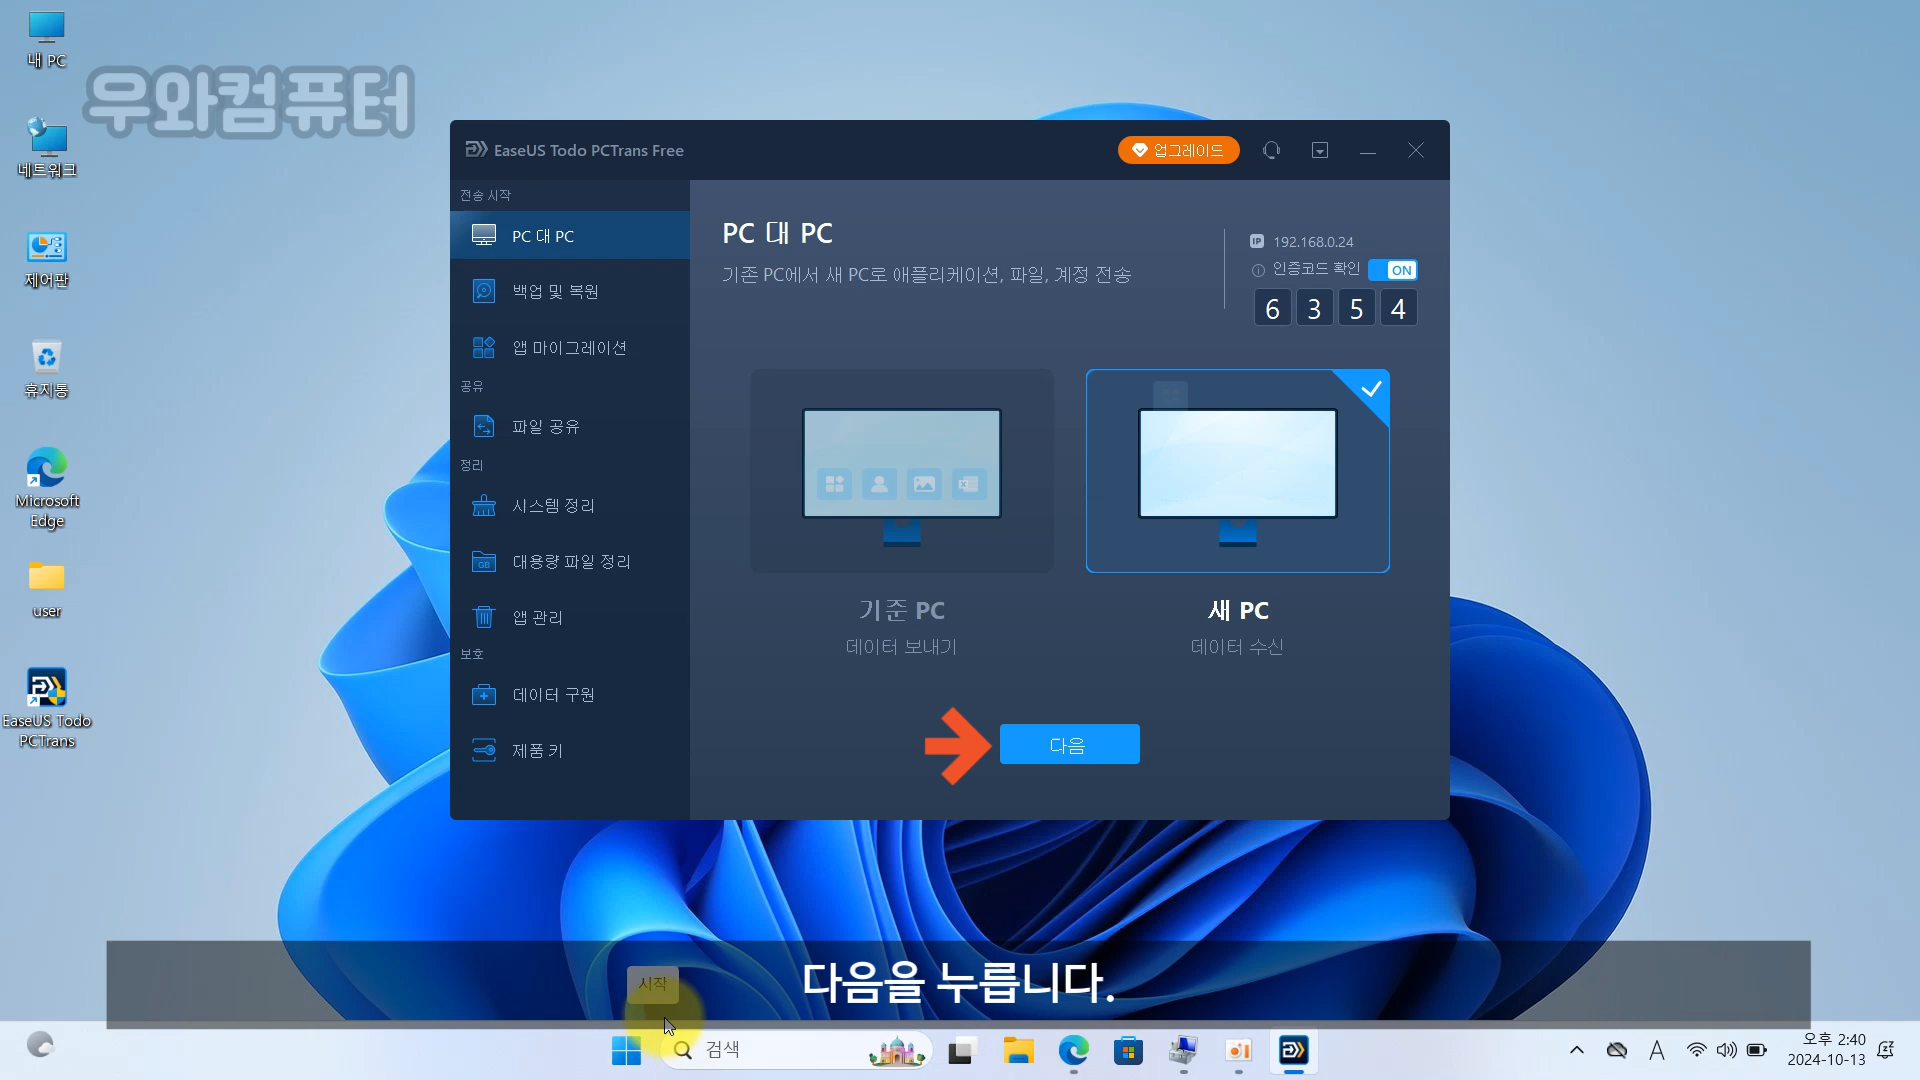 내 PC
우와컴퓨터
네트워크
제어판
휴지통
Microsoft
Edge
user
EaseUS Todo
PCTrans
EaseUS Todo PCTrans Free
업그레이드
전송 시작
PC 대 PC
백업 및 복원
앱 마이그레이션
공유
파일 공유
정리
시스템 정리
GB
대용량 파일 정리
앱 관리
보호
데이터 구원
제품 키
PC 대 PC
기존 PC에서 새 PC로 애플리케이션, 파일, 계정 전송
IP 192.168.0.24
인증코드 확인 ON
6 3 5 4
기준 PC
데이터 보내기
새 PC
데이터 수신
다음
다음을 누릅니다.
시작
검색
A
오후 2:40
2024-10-13